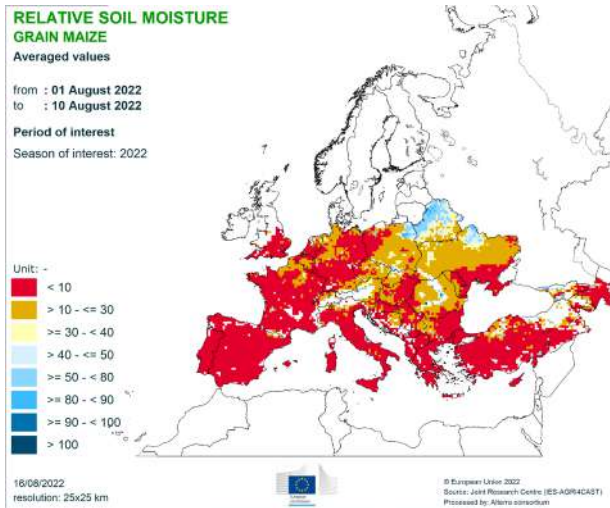 RELATIVE SOIL MOISTURE
GRAIN MAIZE
Averaged values
from : 01 August 2022
to : 10 August 2022
Period of interest
Season of interest: 2022
Unit: -
< 10
> 10 - <= 30
>= 30 - < 40
> 40 - <= 50
>= 50 - < 80
>= 80 - < 90
>= 90 - < 100
> 100
16/08/2022
resolution: 25x25 km
© European Union 2022
Source: Joint Research Centre (IES-AGRI4CAST)
Processed by: Alterra consortium